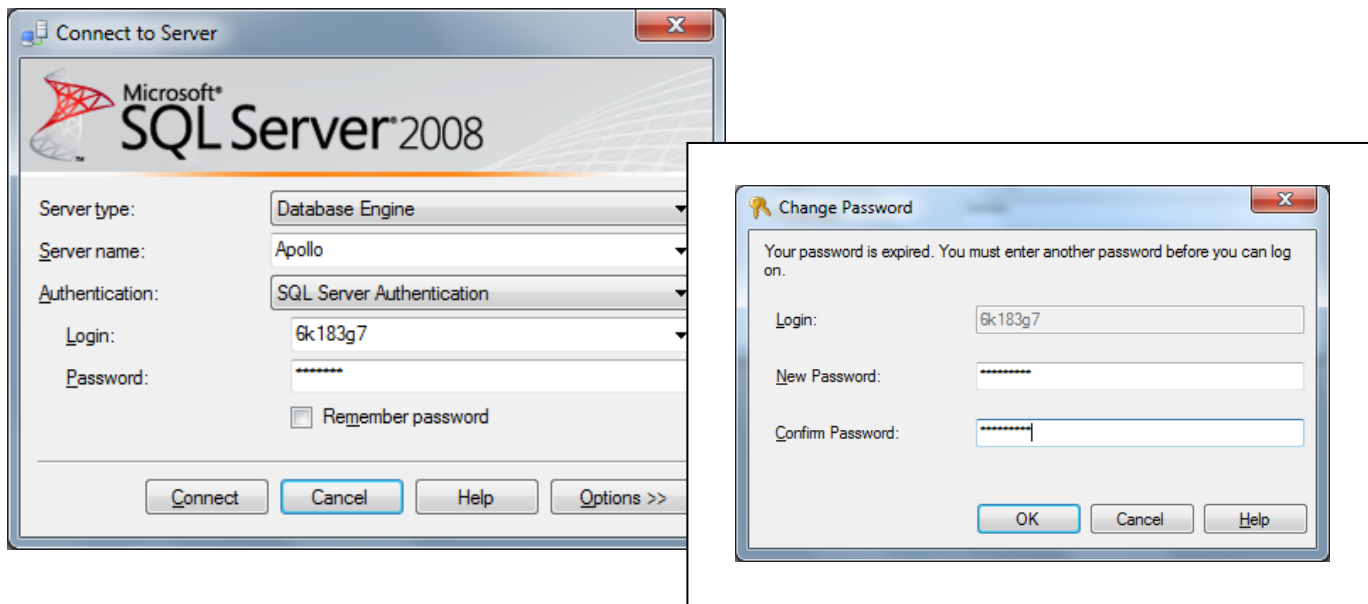 Connect to Server
Microsoft®
SQL Server® 2008
™
Server type: Database Engine
Server name: Apollo
Authentication: SQL Server Authentication
Login: 6k183g7
Password: *******
Remember password
Connect Cancel Help Options >>
Change Password
Your password is expired. You must enter another password before you can log
on.
Login: 6k183g7
New Password: *********
Confirm Password: *********
OK Cancel Help